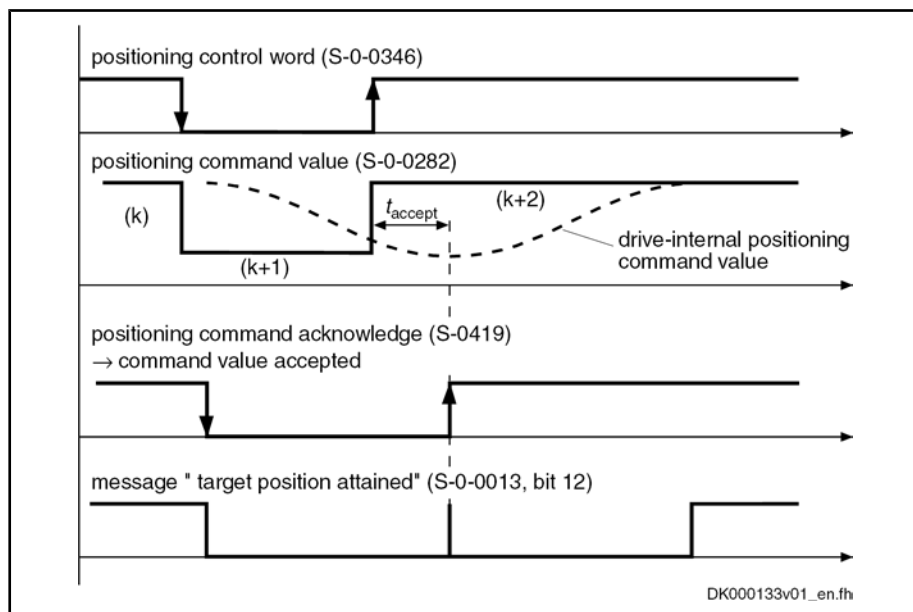 positioning control word (S-0-0346)
positioning command value (S-0-0282)
(k)
t accept
(k+2)
(k+1)
drive-internal positioning
command value
positioning command acknowledge (S-0419)
→ command value accepted
message " target position attained" (S-0-0013, bit 12)
DK000133v01_en.fh